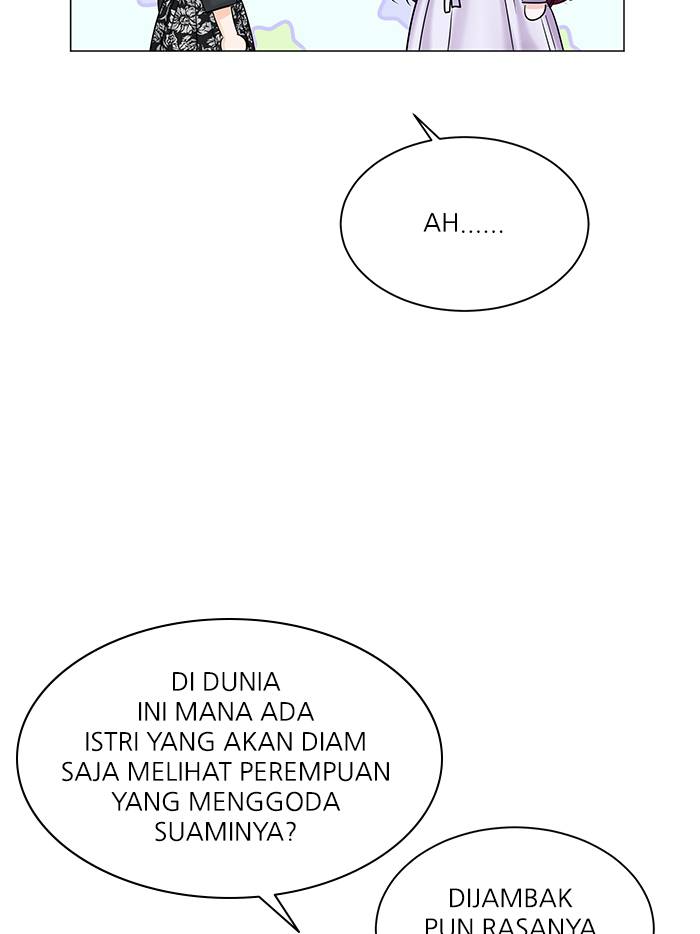 AH......
DI DUNIA
INI MANA ADA
ISTRI YANG AKAN DIAM
SAJA MELIHAT PEREMPUAN
YANG MENGGODA
SUAMINYA?
DIJAMBAK
PUN RASANYA